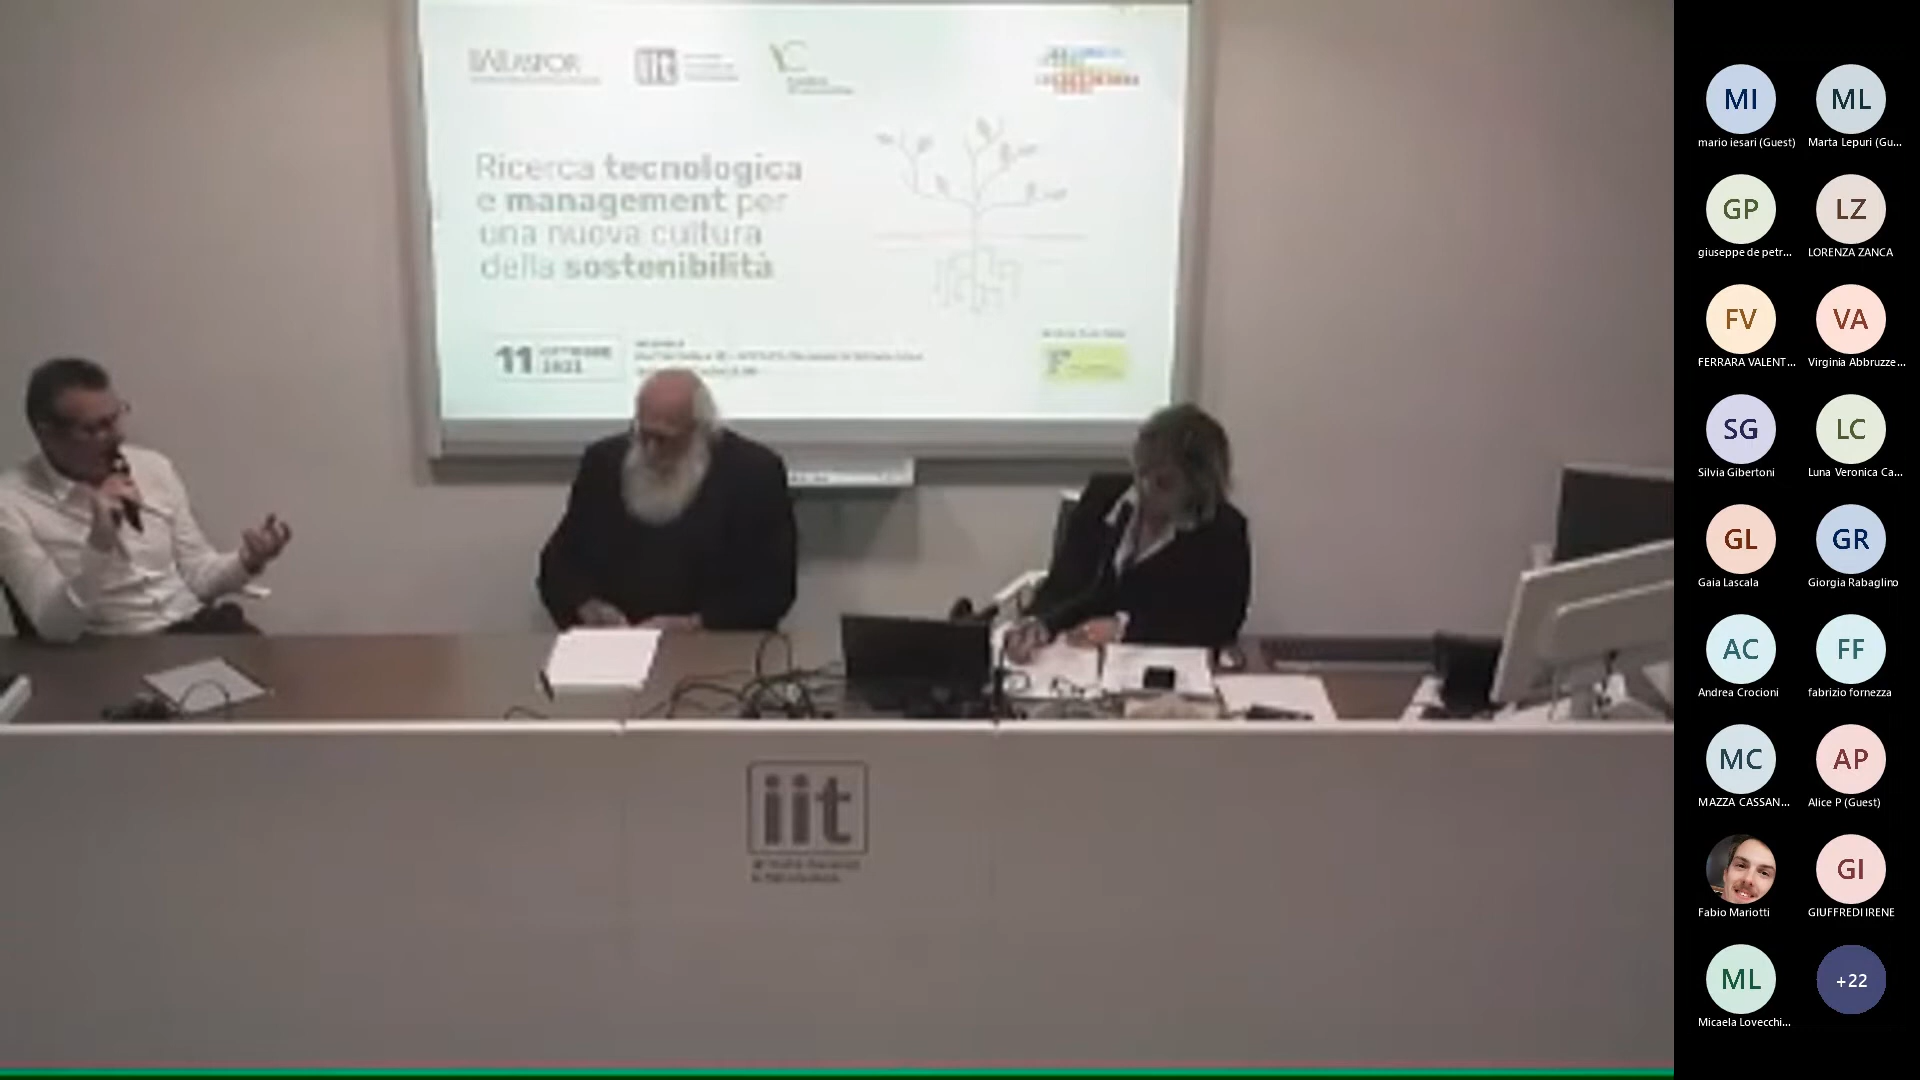 ASFOR
iit
Ricerca tecnologica
e management per
una nuova cultura
della sostenibilità
11
iit
MI
mario iesari (Guest)
ML
Marta Lepuri (Gu...
GP
giuseppe de petr...
LZ
LORENZA ZANCA
FV
FERRARA VALENT...
VA
Virginia Abbruzze...
SG
Silvia Gibertoni
LC
Luna Veronica Ca...
GL
Gaia Lascala
GR
Giorgia Rabaglino
AC
Andrea Crocioni
FF
fabrizio fornezza
MC
MAZZA CASSAN...
AP
Alice P (Guest)
Fabio Mariotti
GI
GIUFFREDI IRENE
ML
Micaela Lovecchi...
+22